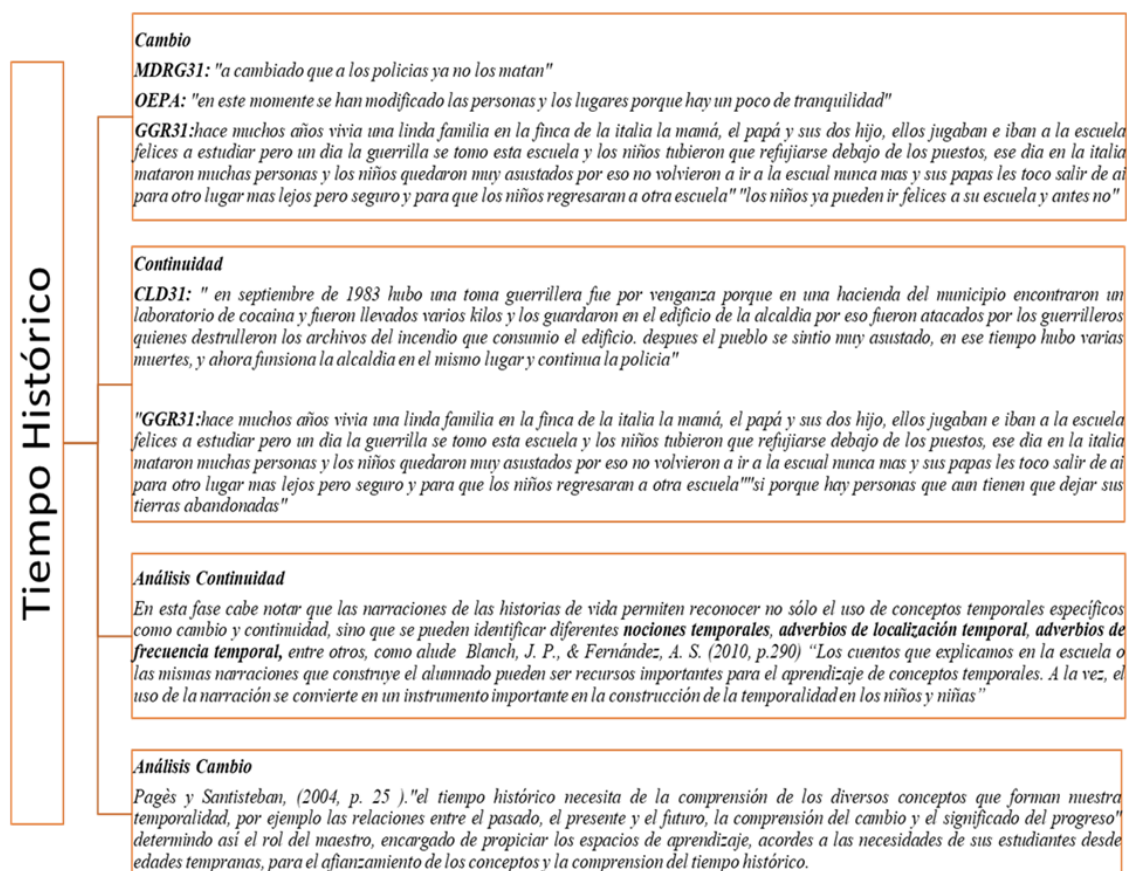 Tiempo Histórico
Cambio
MDRG31: "a cambiado que a los policias ya no los matan"
OEPA: "en este momento se han modificado las personas y los lugares porque hay un poco de tranquilidad"
GGR31:hace muchos años vivia una linda familia en la finca de la italia la mamá, el papá y sus dos hijo, ellos jugaban e iban a la escuela
felices a estudiar pero un dia la guerrilla se tomo esta escuela y los niños tubieron que refujiarse debajo de los puestos, ese dia en la italia
mataron muchas personas y los niños quedaron muy asustados por eso no volvieron a ir a la escual nunca mas y sus papas les toco salir de ai
para otro lugar mas lejos pero seguro y para que los niños regresaran a otra escuela" "los niños ya pueden ir felices a su escuela y antes no"
Continuidad
CLD31: " en septiembre de 1983 hubo una toma guerrillera fue por venganza porque en una hacienda del municipio encontraron un
laboratorio de cocaina y fueron llevados varios kilos y los guardaron en el edificio de la alcaldia por eso fueron atacados por los guerrilleros
quienes destrulleron los archivos del incendio que consumio el edificio. despues el pueblo se sintio muy asustado, en ese tiempo hubo varias
muertes, y ahora funsiona la alcaldia en el mismo lugar y continua la policia"
"GGR31:hace muchos años vivia una linda familia en la finca de la italia la mamá, el papá y sus dos hijo, ellos jugaban e iban a la escuela
felices a estudiar pero un dia la guerrilla se tomo esta escuela y los niños tubieron que refujiarse debajo de los puestos, ese dia en la italia
mataron muchas personas y los niños quedaron muy asustados por eso no volvieron a ir a la escual nunca mas y sus papas les toco salir de ai
para otro lugar mas lejos pero seguro y para que los niños regresaran a otra escuela""si porque hay personas que aun tienen que dejar sus
tierras abandonadas"
Análisis Continuidad
En esta fase cabe notar que las narraciones de las historias de vida permiten reconocer no sólo el uso de conceptos temporales específicos
como cambio y continuidad, sino que se pueden identificar diferentes nociones temporales, adverbios de localización temporal, adverbios de
frecuencia temporal, entre otros, como alude Blanch, J. P., & Fernández, A. S. (2010, p.290) “Los cuentos que explicamos en la escuela o
las mismas narraciones que construye el alumnado pueden ser recursos importantes para el aprendizaje de conceptos temporales. A la vez, el
uso de la narración se convierte en un instrumento importante en la construcción de la temporalidad en los niños y niñas”
Análisis Cambio
Pagès y Santisteban, (2004, p. 25 )."el tiempo histórico necesita de la comprensión de los diversos conceptos que forman nuestra
temporalidad, por ejemplo las relaciones entre el pasado, el presente y el futuro, la comprensión del cambio y el significado del progreso"
determindo así el rol del maestro, encargado de propiciar los espacios de aprendizaje, acordes a las necesidades de sus estudiantes desde
edades tempranas, para el afianzamiento de los conceptos y la comprension del tiempo histórico.